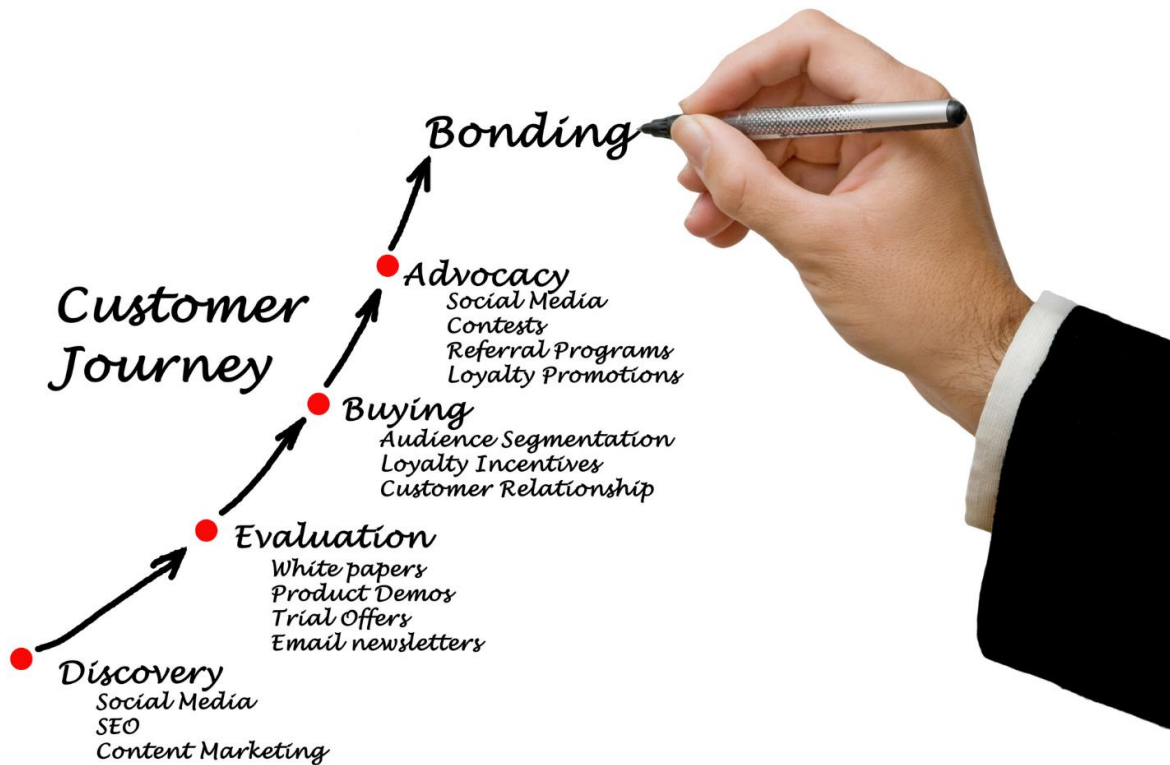 Bonding
Advocacy
Social Media
Contests
Referral Programs
Loyalty Promotions
Customer
Journey
Buying
Audience Segmentation
Loyalty Incentives
Customer Relationship
Evaluation
White papers
Product Demos
Trial Offers
Email newsletters
Discovery
Social Media
SEO
Content Marketing